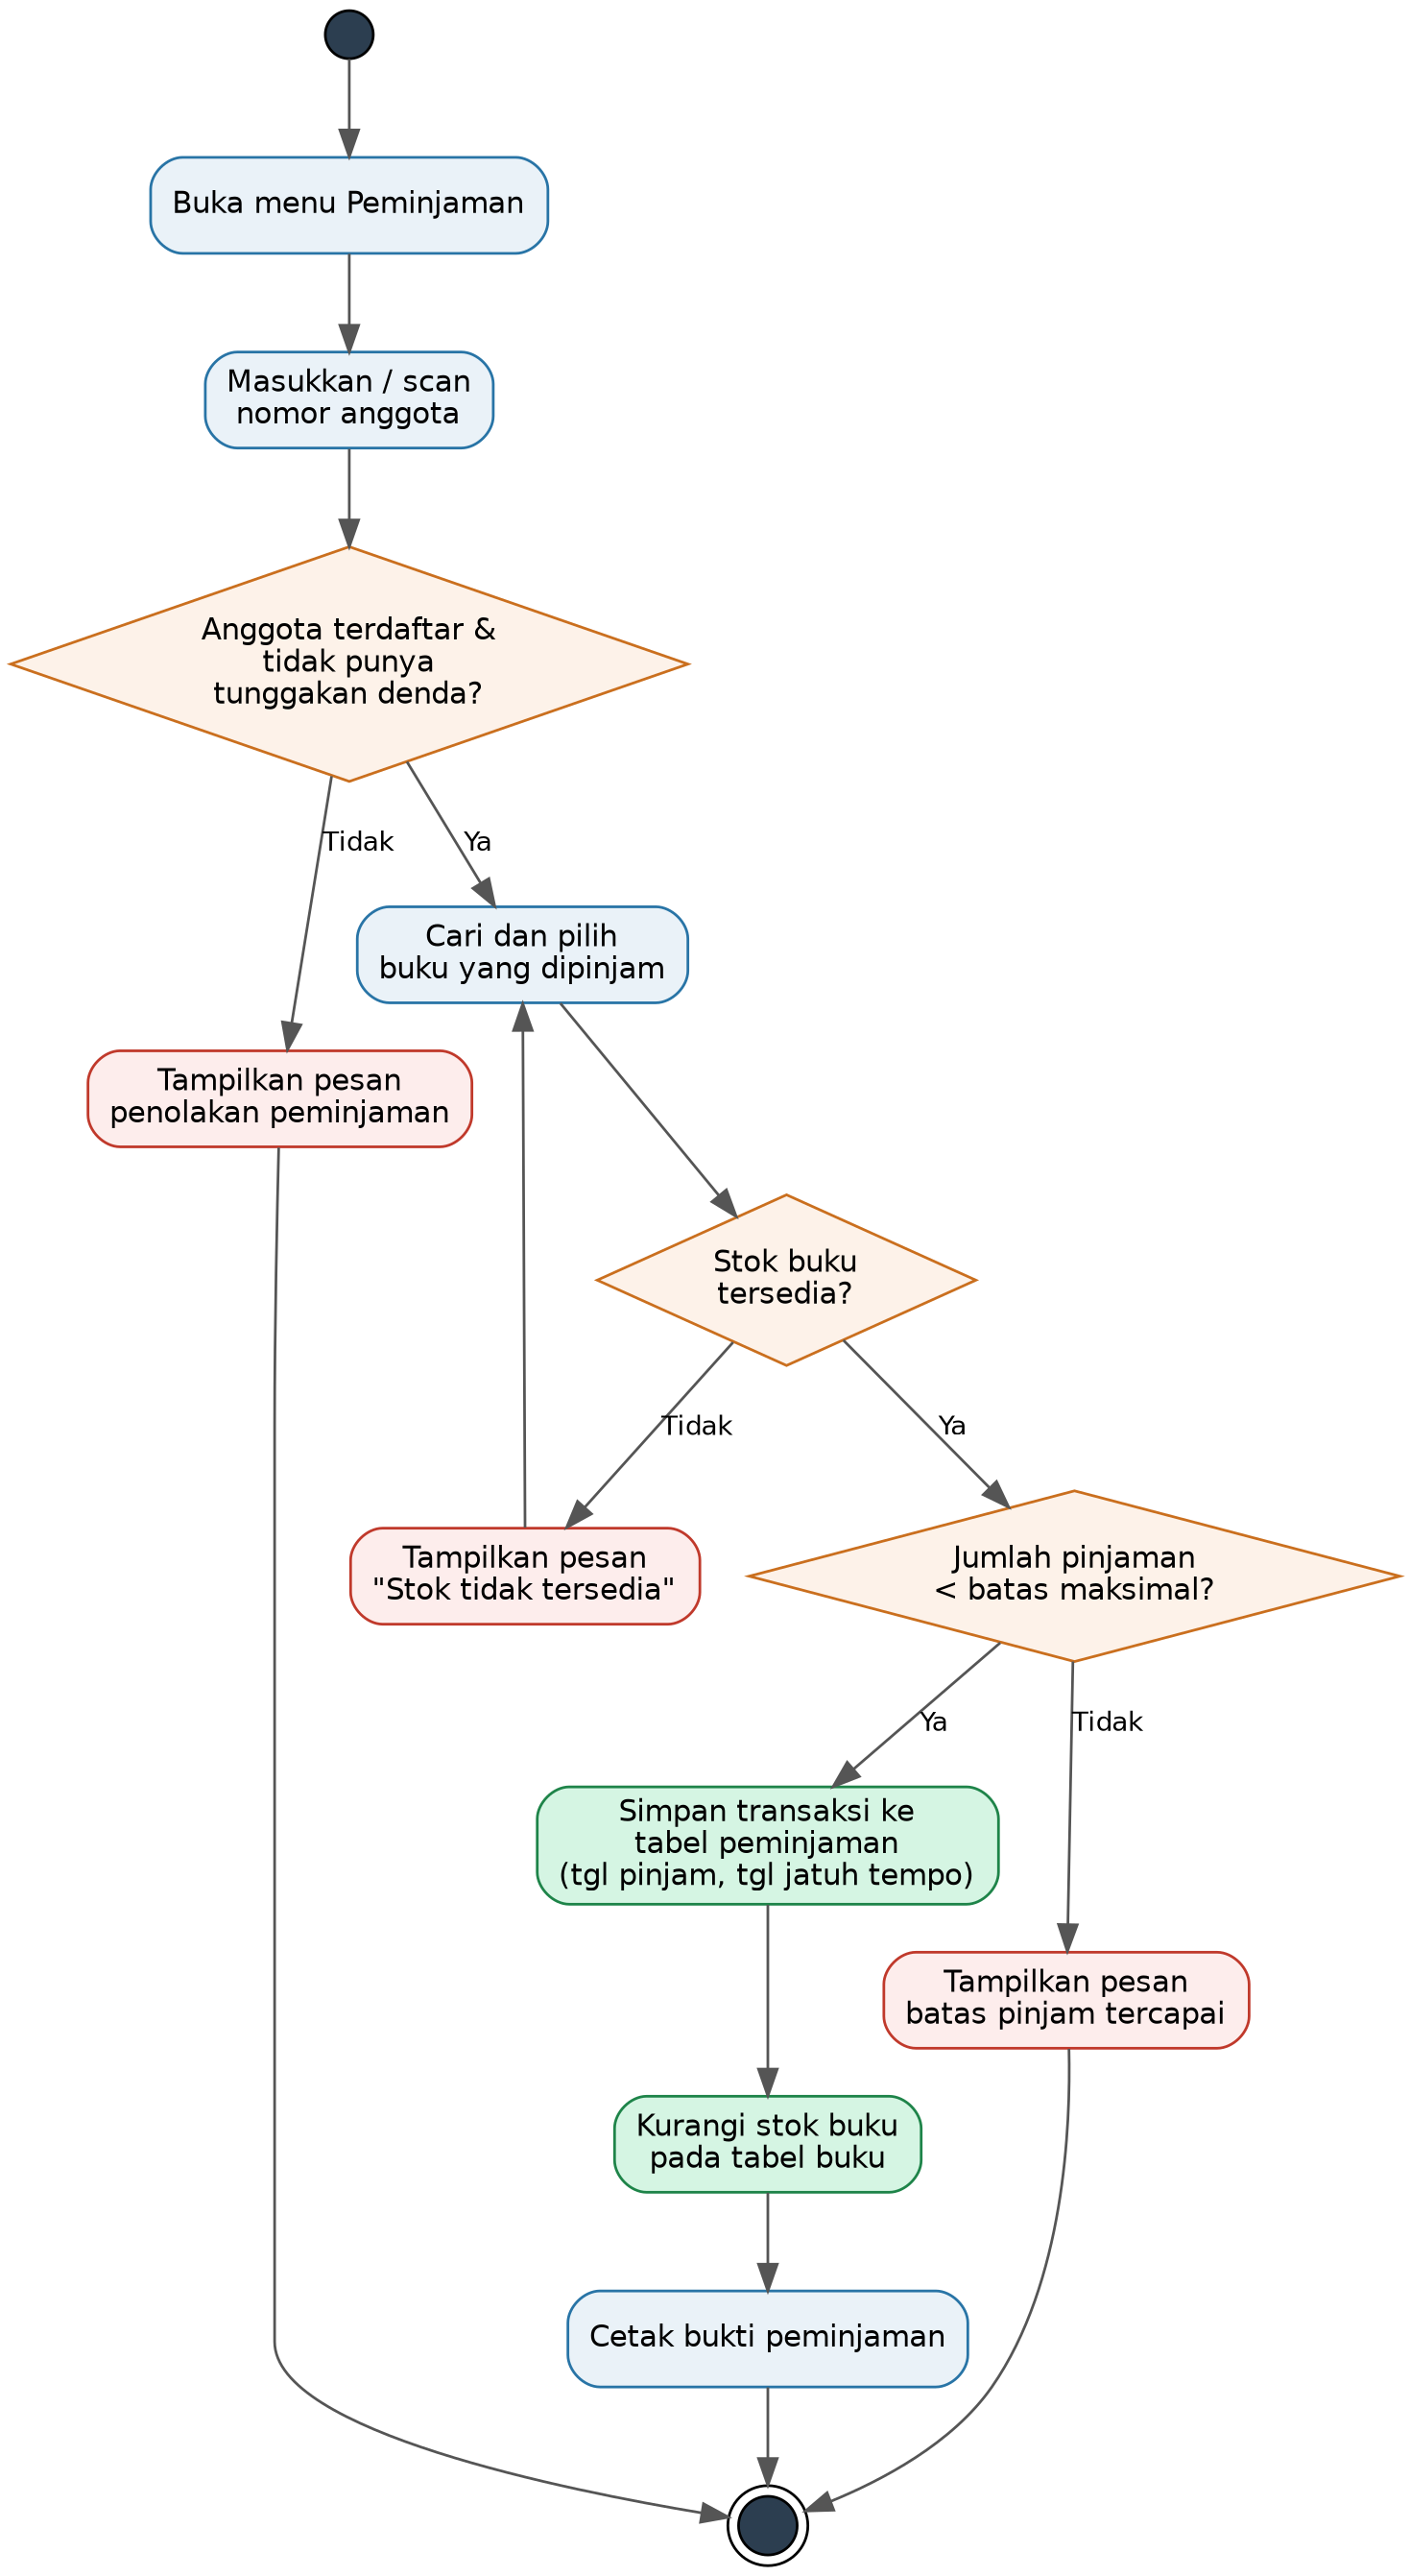 Buka menu Peminjaman
Masukkan / scan
nomor anggota
Anggota terdaftar &
tidak punya
tunggakan denda?
Tidak
Ya
Cari dan pilih
buku yang dipinjam
Tampilkan pesan
penolakan peminjaman
Stok buku
tersedia?
Tidak
Ya
Tampilkan pesan
"Stok tidak tersedia"
Jumlah pinjaman
< batas maksimal?
Ya
Tidak
Simpan transaksi ke
tabel peminjaman
(tgl pinjam, tgl jatuh tempo)
Tampilkan pesan
batas pinjam tercapai
Kurangi stok buku
pada tabel buku
Cetak bukti peminjaman